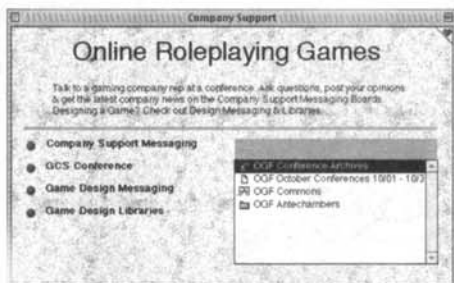 Company Support
Online Roleplaying Games
Talk to a gaming company rep at a conference. Ask questions, post your opinions
& get the latest company news on the Company Support Messaging Boards.
Designing a Game? Check out Design Messaging & Libraries.
Company Support Messaging
GCS Conference
Game Design Messaging
Game Design Libraries
OGF Conference Archives
OGF October Conferences 10/01 - 10/3
OGF Commons
OGF Antechambers